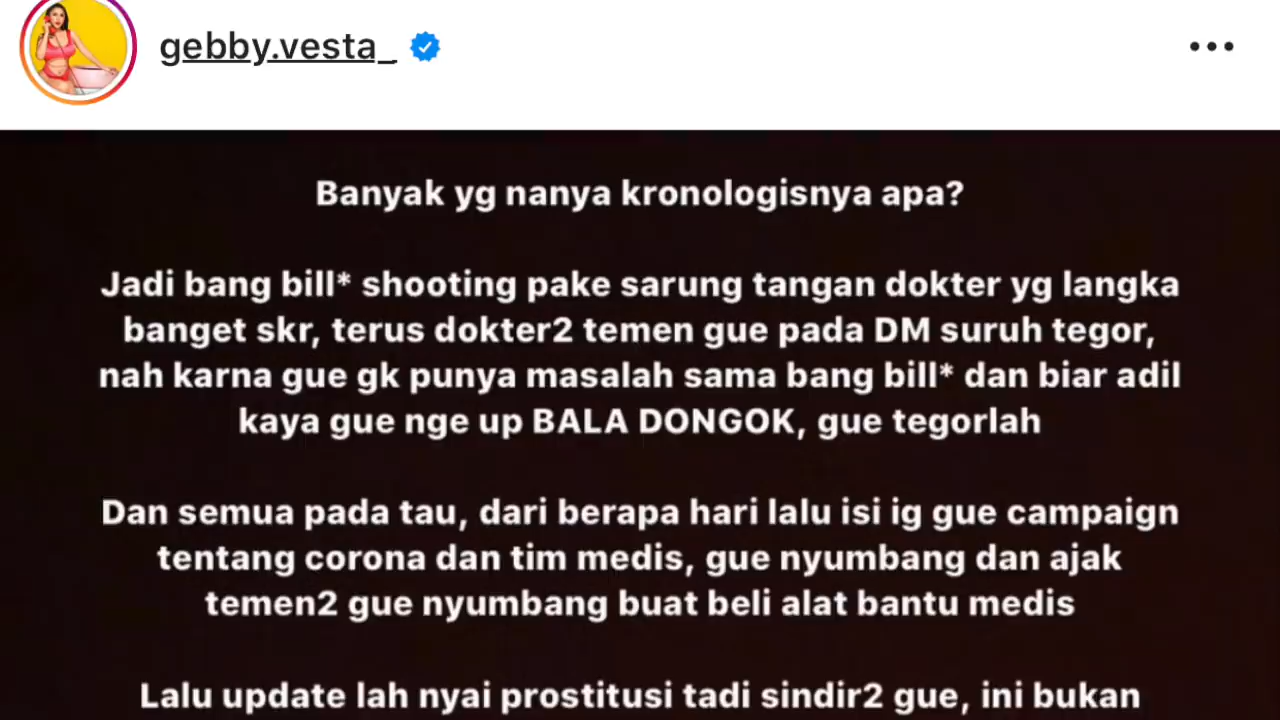 gebby.vesta_
Banyak yg nanya kronologisnya apa?
Jadi bang bill* shooting pake sarung tangan dokter yg langka
banget skr, terus dokter2 temen gue pada DM suruh tegor,
nah karna gue gk punya masalah sama bang bill* dan biar adil
kaya gue nge up BALA DONGOK, gue tegorlah
Dan semua pada tau, dari berapa hari lalu isi ig gue campaign
tentang corona dan tim medis, gue nyumbang dan ajak
temen2 gue nyumbang buat beli alat bantu medis
Lalu update lah nyai prostitusi tadi sindir2 gue, ini bukan